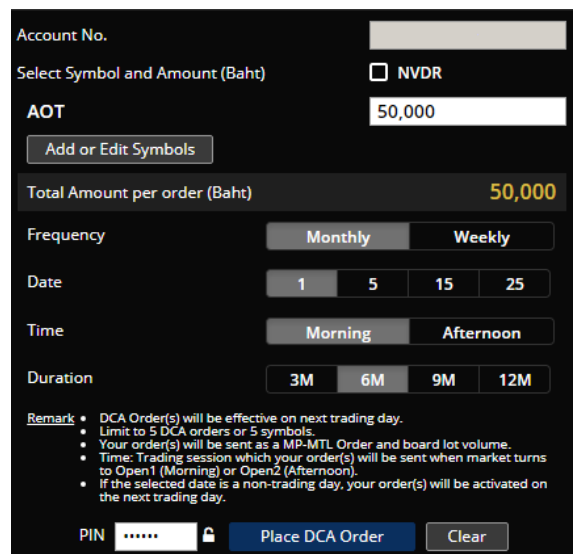 Account No.
Select Symbol and Amount (Baht) NVDR
AOT 50,000
Add or Edit Symbols
Total Amount per order (Baht) 50,000
Frequency Monthly Weekly
Date 1 5 15 25
Time Morning Afternoon
Duration 3M 6M 9M 12M
Remark • DCA Order(s) will be effective on next trading day.
• Limit to 5 DCA orders or 5 symbols.
• Your order(s) will be sent as a MP-MTL Order and board lot volume.
• Time: Trading session which your order(s) will be sent when market turns
to Open1 (Morning) or Open2 (Afternoon).
• If the selected date is a non-trading day, your order(s) will be activated on
the next trading day.
PIN •••••• Place DCA Order Clear